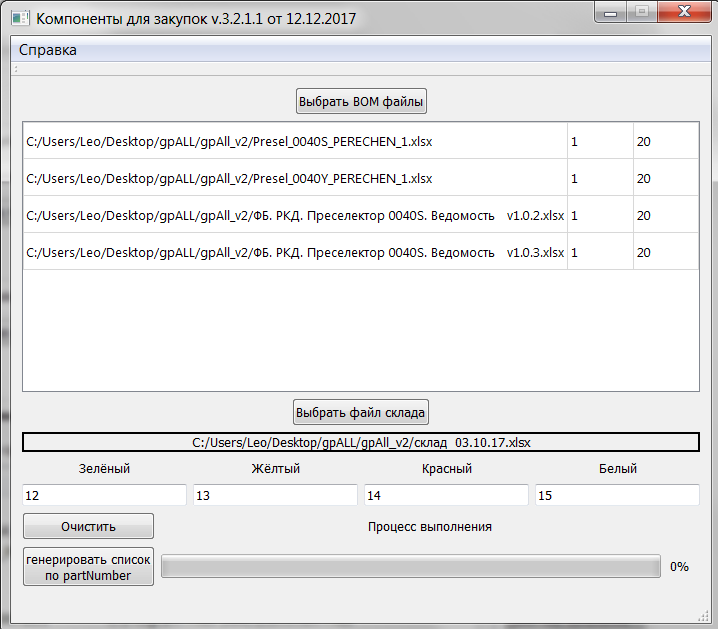 Компоненты для закупок v.3.2.1.1 от 12.12.2017
Справка
Выбрать BOM файлы
C:/Users/Leo/Desktop/gpALL/gpAll_v2/Presel_0040S_PERECHEN_1.xlsx 1 20
C:/Users/Leo/Desktop/gpALL/gpAll_v2/Presel_0040Y_PERECHEN_1.xlsx 1 20
C:/Users/Leo/Desktop/gpALL/gpAll_v2/ФБ. РКД. Преселектор 0040S. Ведомость   v1.0.2.xlsx 1 20
C:/Users/Leo/Desktop/gpALL/gpAll_v2/ФБ. РКД. Преселектор 0040S. Ведомость   v1.0.3.xlsx 1 20
Выбрать файл склада
C:/Users/Leo/Desktop/gpALL/gpAll_v2/склад  03.10.17.xlsx
Зелёный Жёлтый Красный Белый
12 13 14 15
Очистить Процесс выполнения
генерировать список
по partNumber
0%